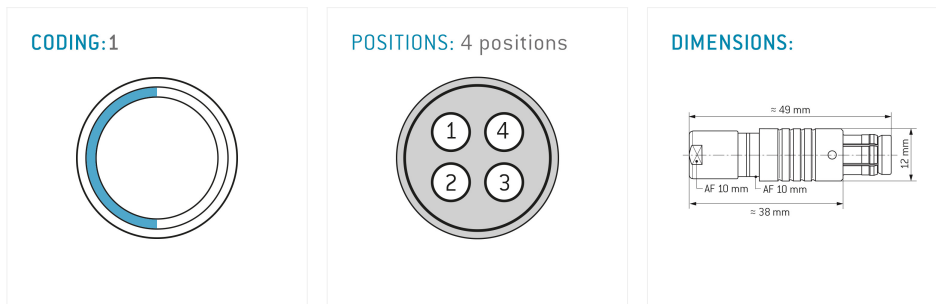 CODING: 1
POSITIONS: 4 positions
1 4
2 3
DIMENSIONS:
≈ 49 mm
12 mm
AF 10 mm AF 10 mm
≈ 38 mm